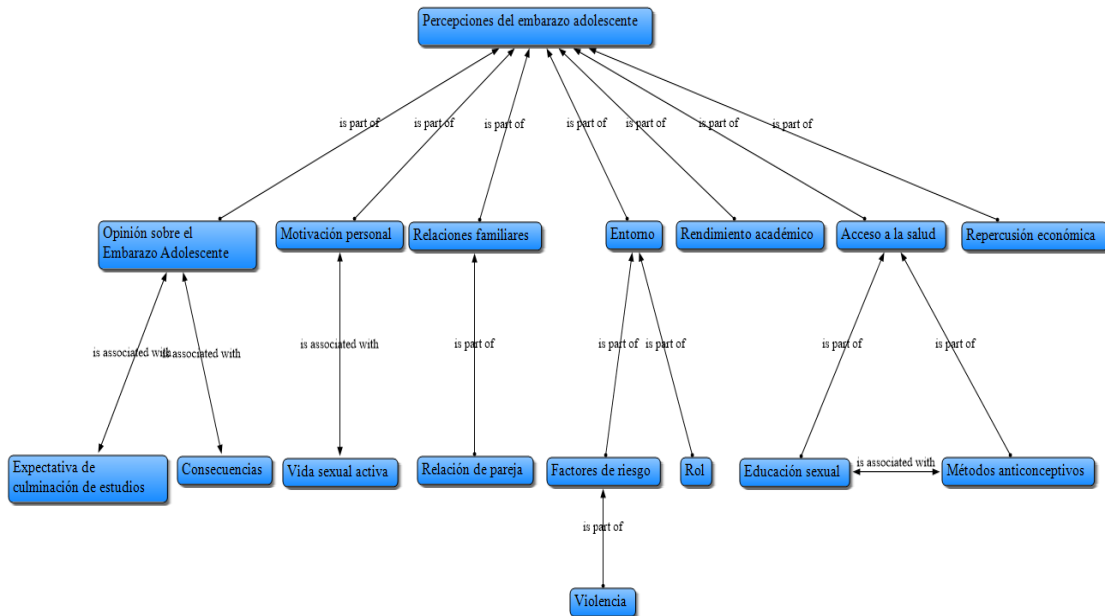 Percepciones del embarazo adolescente
is part of
is part of
is part of
is part of
is part of
is part of
is part of
Opinión sobre el
Embarazo Adolescente
Motivación personal
Relaciones familiares
Entorno
Rendimiento académico
Acceso a la salud
Repercusión económica
is associated with
is associated with
is associated with
is part of
is part of
is part of
is part of
is part of
Expectativa de
culminación de estudios
Consecuencias
Vida sexual activa
Relación de pareja
Factores de riesgo
Rol
Educación sexual
is associated with
Métodos anticonceptivos
is part of
Violencia